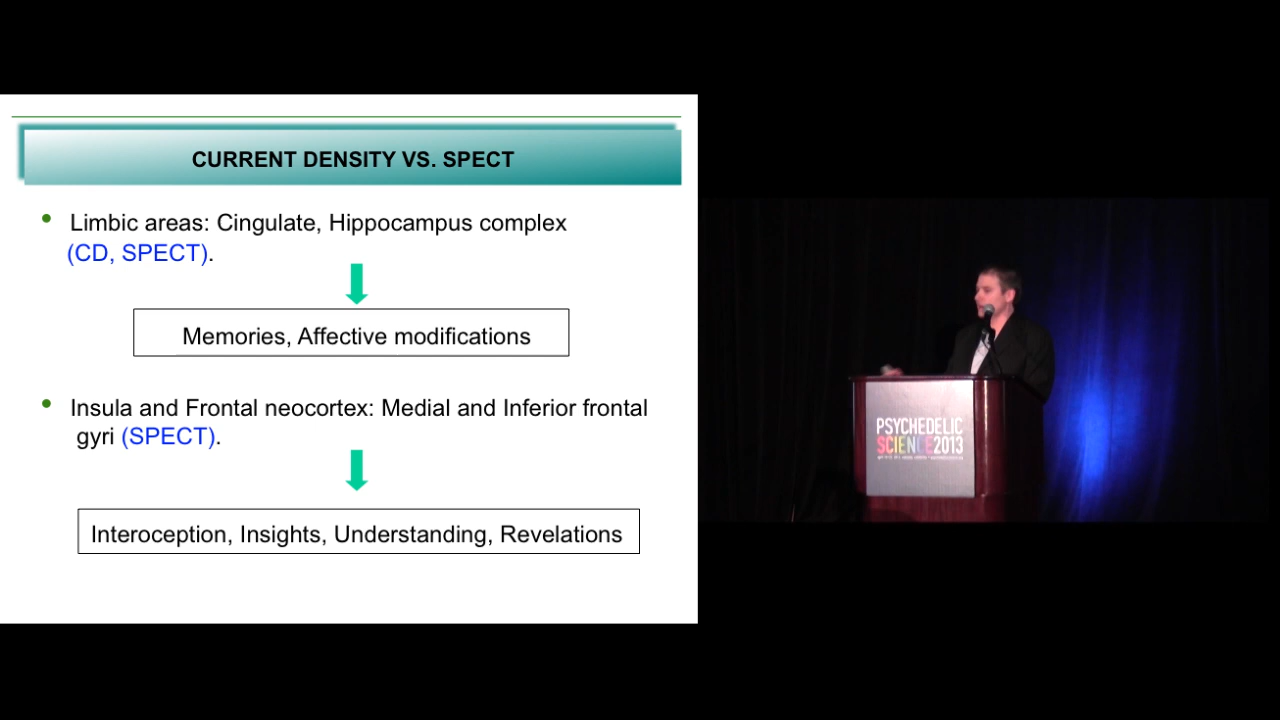 CURRENT DENSITY VS. SPECT
• Limbic areas: Cingulate, Hippocampus complex
(CD, SPECT).
Memories, Affective modifications
• Insula and Frontal neocortex: Medial and Inferior frontal
gyri (SPECT).
Interoception, Insights, Understanding, Revelations
PSYCHEDELIC
SCIENCE2013